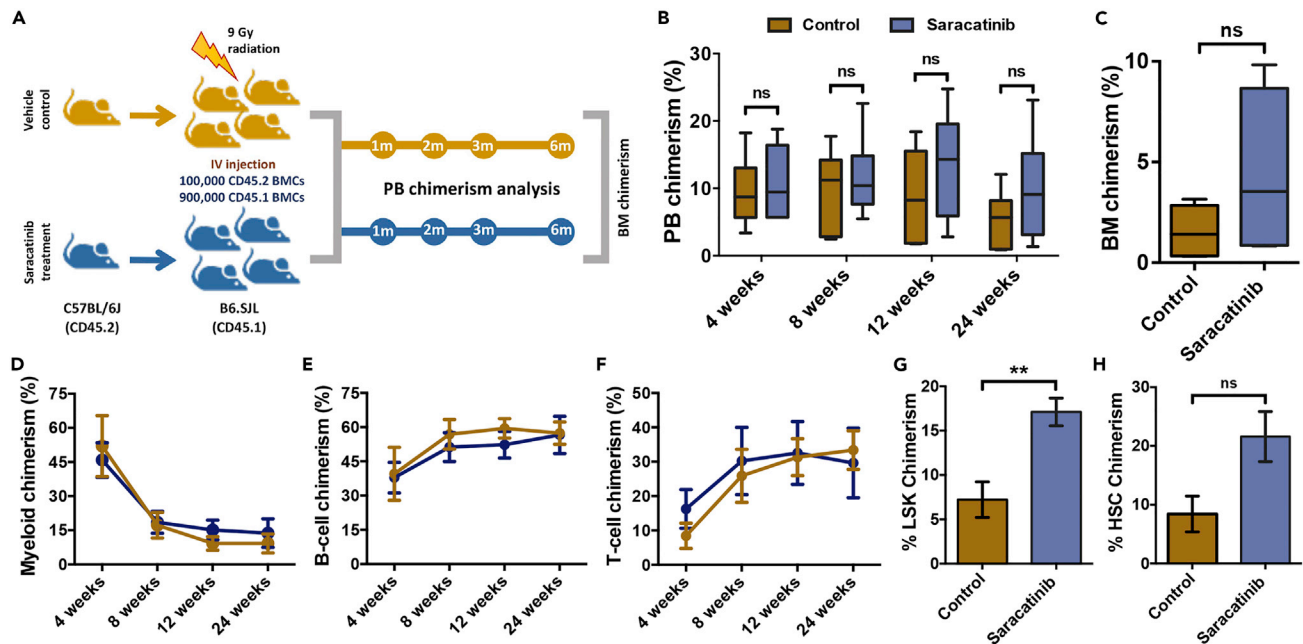 A
9 Gy
radiation
Vehicle
control
IV injection
100,000 CD45.2 BMCs
900,000 CD45.1 BMCs
Saracatinib
treatment
C57BL/6J
(CD45.2)
B6.SJL
(CD45.1)
1m 2m 3m 6m
PB chimerism analysis
1m 2m 3m 6m
BM chimerism
B
Control Saracatinib
PB chimerism (%)
30
20
10
0
ns ns ns ns
4 weeks 8 weeks 12 weeks 24 weeks
C
BM chimerism (%)
10
5
0
ns
Control Saracatinib
D
Myeloid chimerism (%)
75
60
45
30
15
0
4 weeks 8 weeks 12 weeks 24 weeks
E
B-cell chimerism (%)
75
60
45
30
15
0
4 weeks 8 weeks 12 weeks 24 weeks
F
T-cell chimerism (%)
50
40
30
20
10
0
4 weeks 8 weeks 12 weeks 24 weeks
G
% LSK Chimerism
20
15
10
5
0
**
Control Saracatinib
H
% HSC Chimerism
30
20
10
0
ns
Control Saracatinib